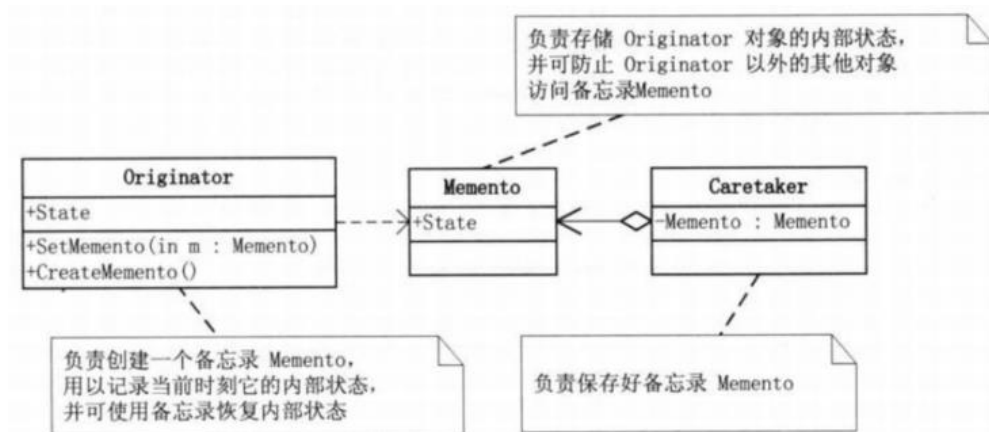 负责存储 Originator 对象的内部状态，
并可防止 Originator 以外的其他对象
访问备忘录Memento
Originator
+State
+SetMemento(in m : Memento)
+CreateMemento()
Memento
+State
Caretaker
-Memento : Memento
负责创建一个备忘录 Memento，
用以记录当前时刻它的内部状态，
并可使用备忘录恢复内部状态
负责保存好备忘录 Memento